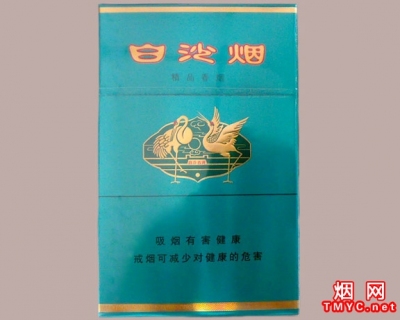 白沙烟
吸烟有害健康
戒烟可减少对健康的危害
烟网
TMVC.net